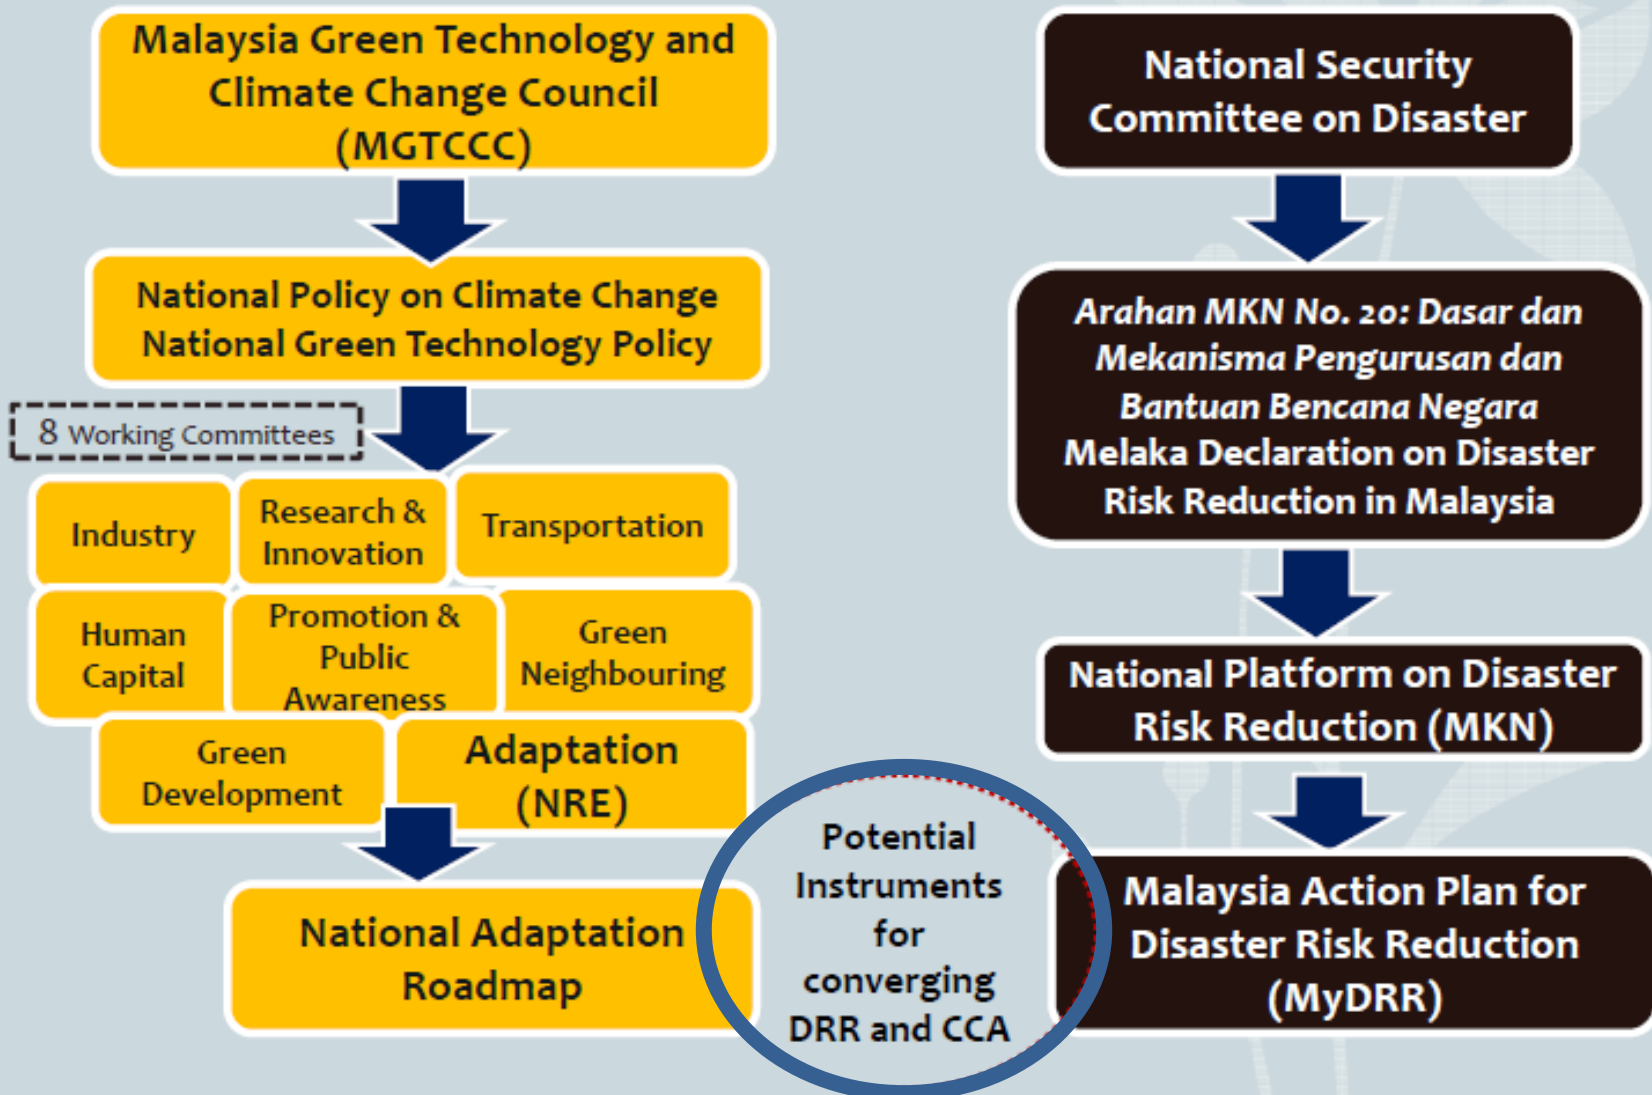 Malaysia Green Technology and
Climate Change Council
(MGTCCC)
National Policy on Climate Change
National Green Technology Policy
8 Working Committees
Industry
Research &
Innovation
Transportation
Human
Capital
Promotion &
Public
Awareness
Green
Neighbouring
Green
Development
Adaptation
(NRE)
National Adaptation
Roadmap
Potential
Instruments
for
converging
DRR and CCA
National Security
Committee on Disaster
Arahan MKN No. 20: Dasar dan
Mekanisma Pengurusan dan
Bantuan Bencana Negara
Melaka Declaration on Disaster
Risk Reduction in Malaysia
National Platform on Disaster
Risk Reduction (MKN)
Malaysia Action Plan for
Disaster Risk Reduction
(MyDRR)